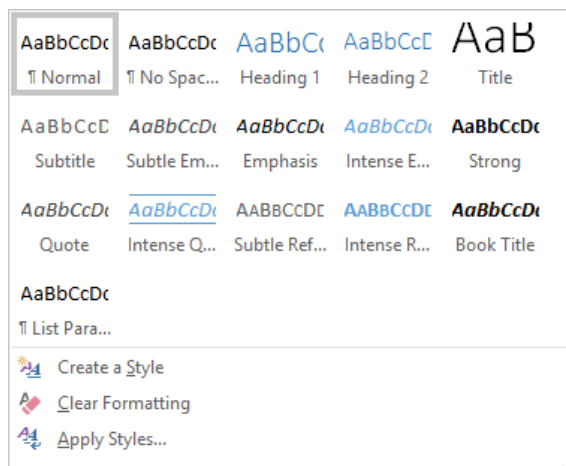 AaBbCcDc AaBbCcDc AaBbC( AaBbCcD AaB
¶ Normal ¶ No Spac... Heading 1 Heading 2 Title
AaBbCcD AaBbCcDc AaBbCcDc AaBbCcDc AaBbCcDc
Subtitle Subtle Em... Emphasis Intense E... Strong
AaBbCcDc AaBbCcDc AABBCCDD AABBCCDD AaBbCcDc
Quote Intense Q... Subtle Ref... Intense R... Book Title
AaBbCcDc
¶ List Para...
Create a Style
Clear Formatting
Apply Styles...